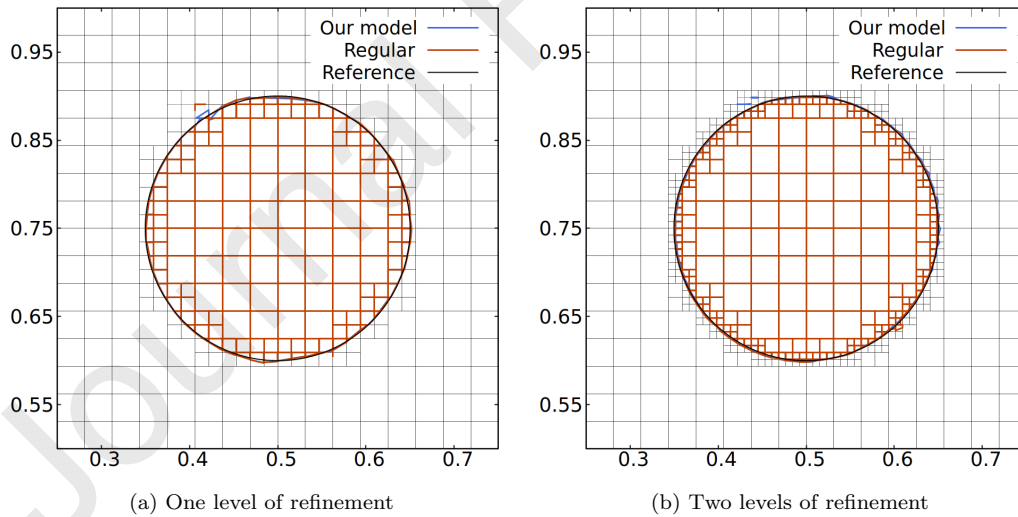 Our model
Regular
Reference
0.95
0.85
0.75
0.65
0.55
0.3 0.4 0.5 0.6 0.7
(a) One level of refinement
Our model
Regular
Reference
0.95
0.85
0.75
0.65
0.55
0.3 0.4 0.5 0.6 0.7
(b) Two levels of refinement
Journal P